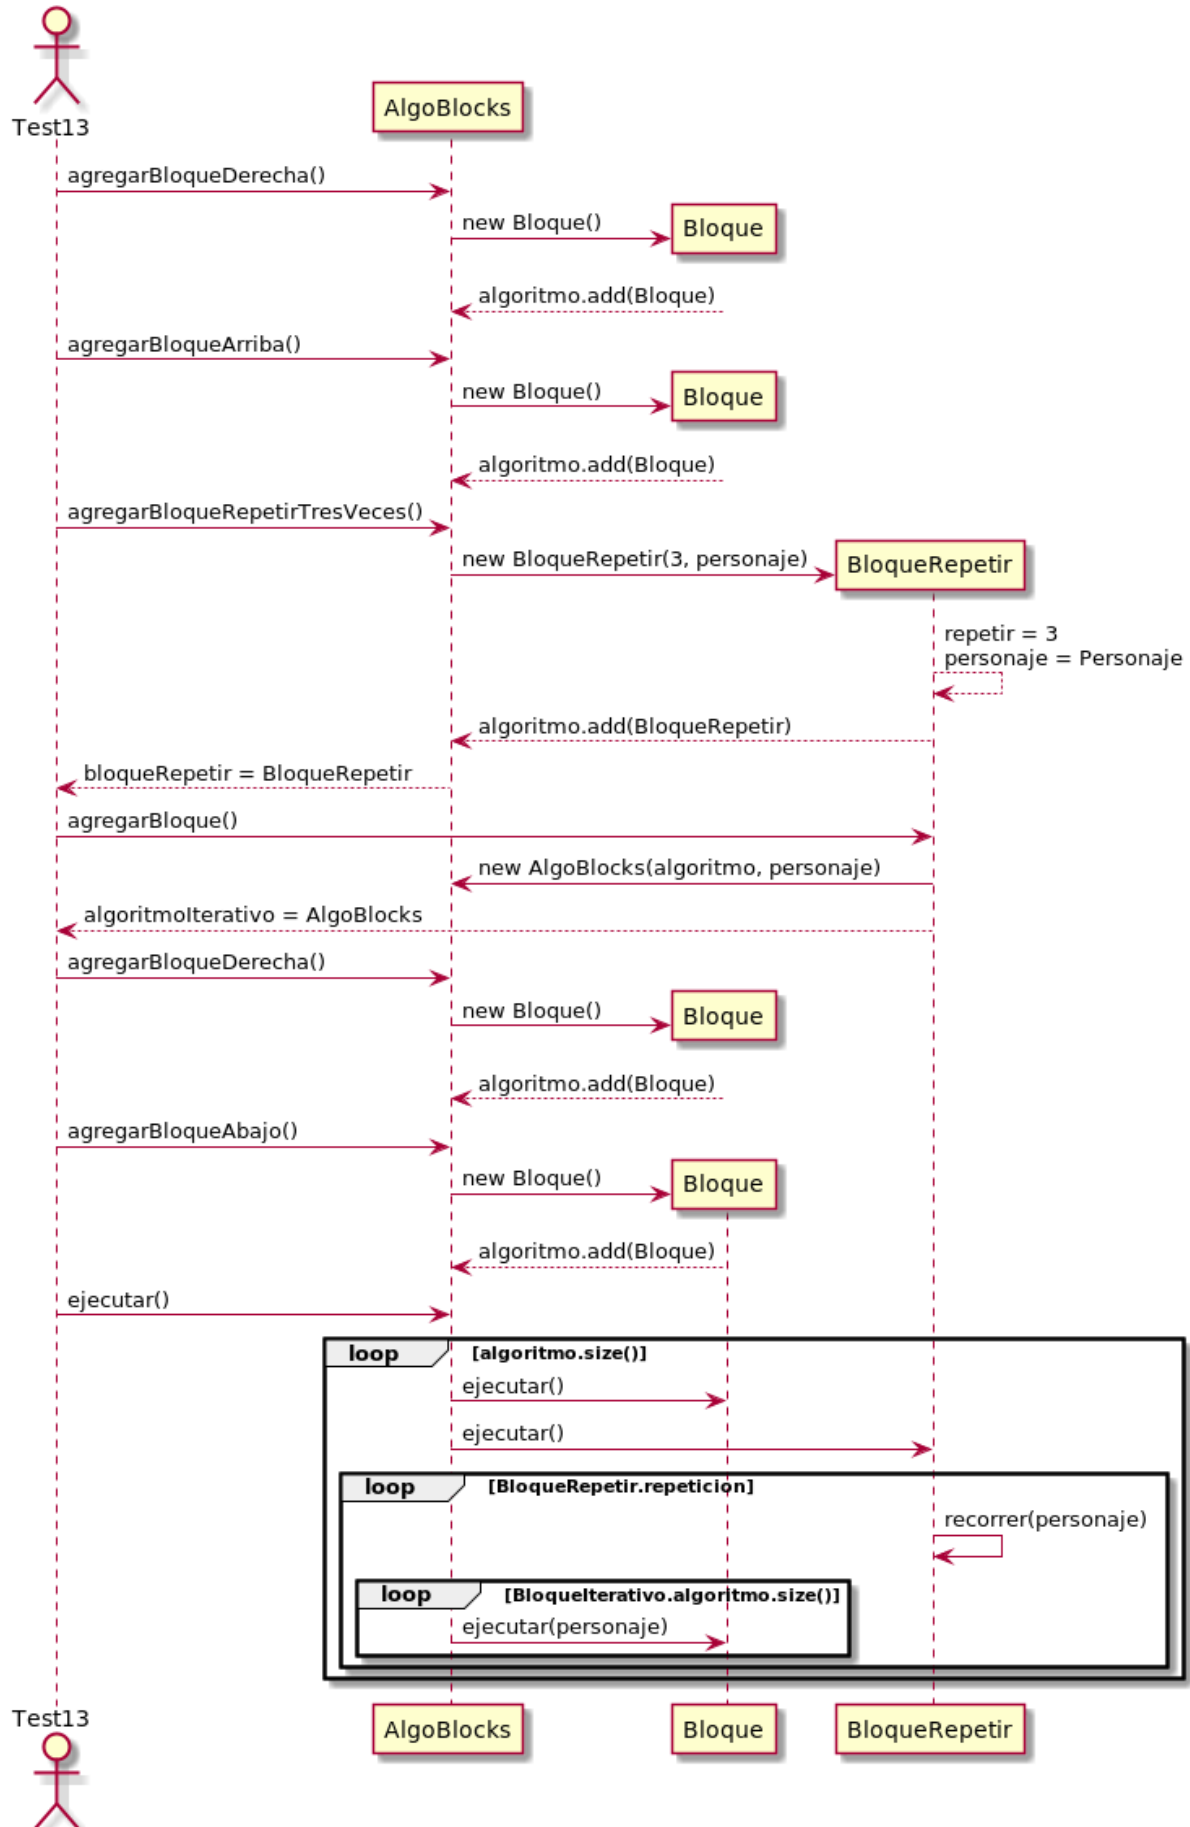 Test13
AlgoBlocks
agregarBloqueDerecha()
new Bloque()
Bloque
algoritmo.add(Bloque)
agregarBloqueArriba()
new Bloque()
Bloque
algoritmo.add(Bloque)
agregarBloqueRepetirTresVeces()
new BloqueRepetir(3, personaje)
BloqueRepetir
repetir = 3
personaje = Personaje
algoritmo.add(BloqueRepetir)
bloqueRepetir = BloqueRepetir
agregarBloque()
new AlgoBlocks(algoritmo, personaje)
algoritmoIterativo = AlgoBlocks
agregarBloqueDerecha()
new Bloque()
Bloque
algoritmo.add(Bloque)
agregarBloqueAbajo()
new Bloque()
Bloque
algoritmo.add(Bloque)
ejecutar()
loop [algoritmo.size()]
ejecutar()
ejecutar()
loop [BloqueRepetir.repeticion]
recorrer(personaje)
loop [BloqueIterativo.algoritmo.size()]
ejecutar(personaje)
Test13
AlgoBlocks
Bloque
BloqueRepetir